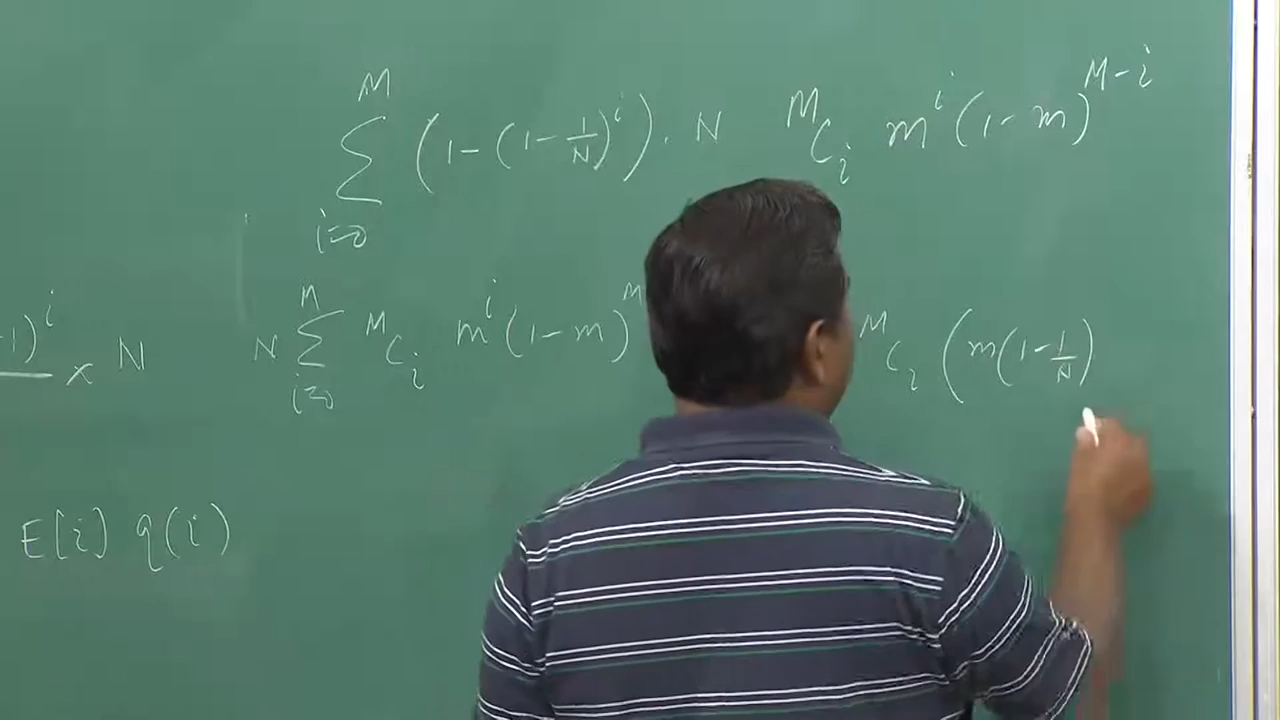 M
∑ (1-(1-1/N)^i) . N ^M C_i m^i (1-m)^{M-i}
i=0
-1)^i x N N ∑_{i=0}^M ^M C_i m^i (1-m)^M ^M C_i (m(1-1/N)
E[i] q(i)